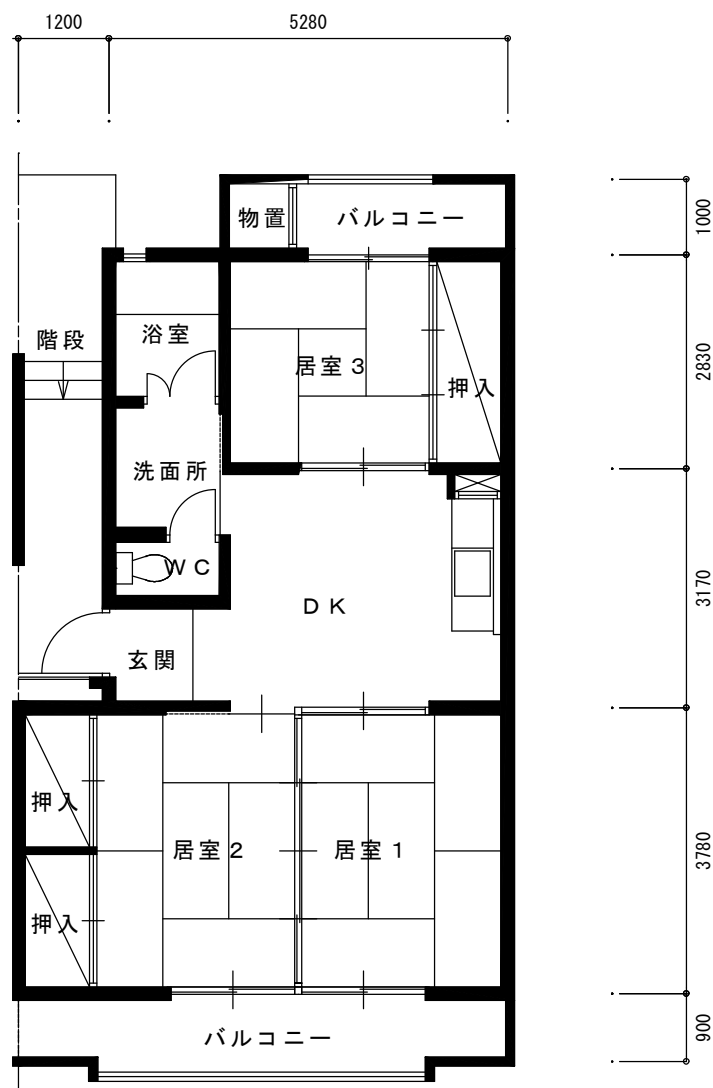 1200
5280
物置
バルコニー
1000
階段
浴室
居室3
押入
2830
洗面所
WC
DK
3170
玄関
押入
居室2
居室1
3780
押入
バルコニー
900